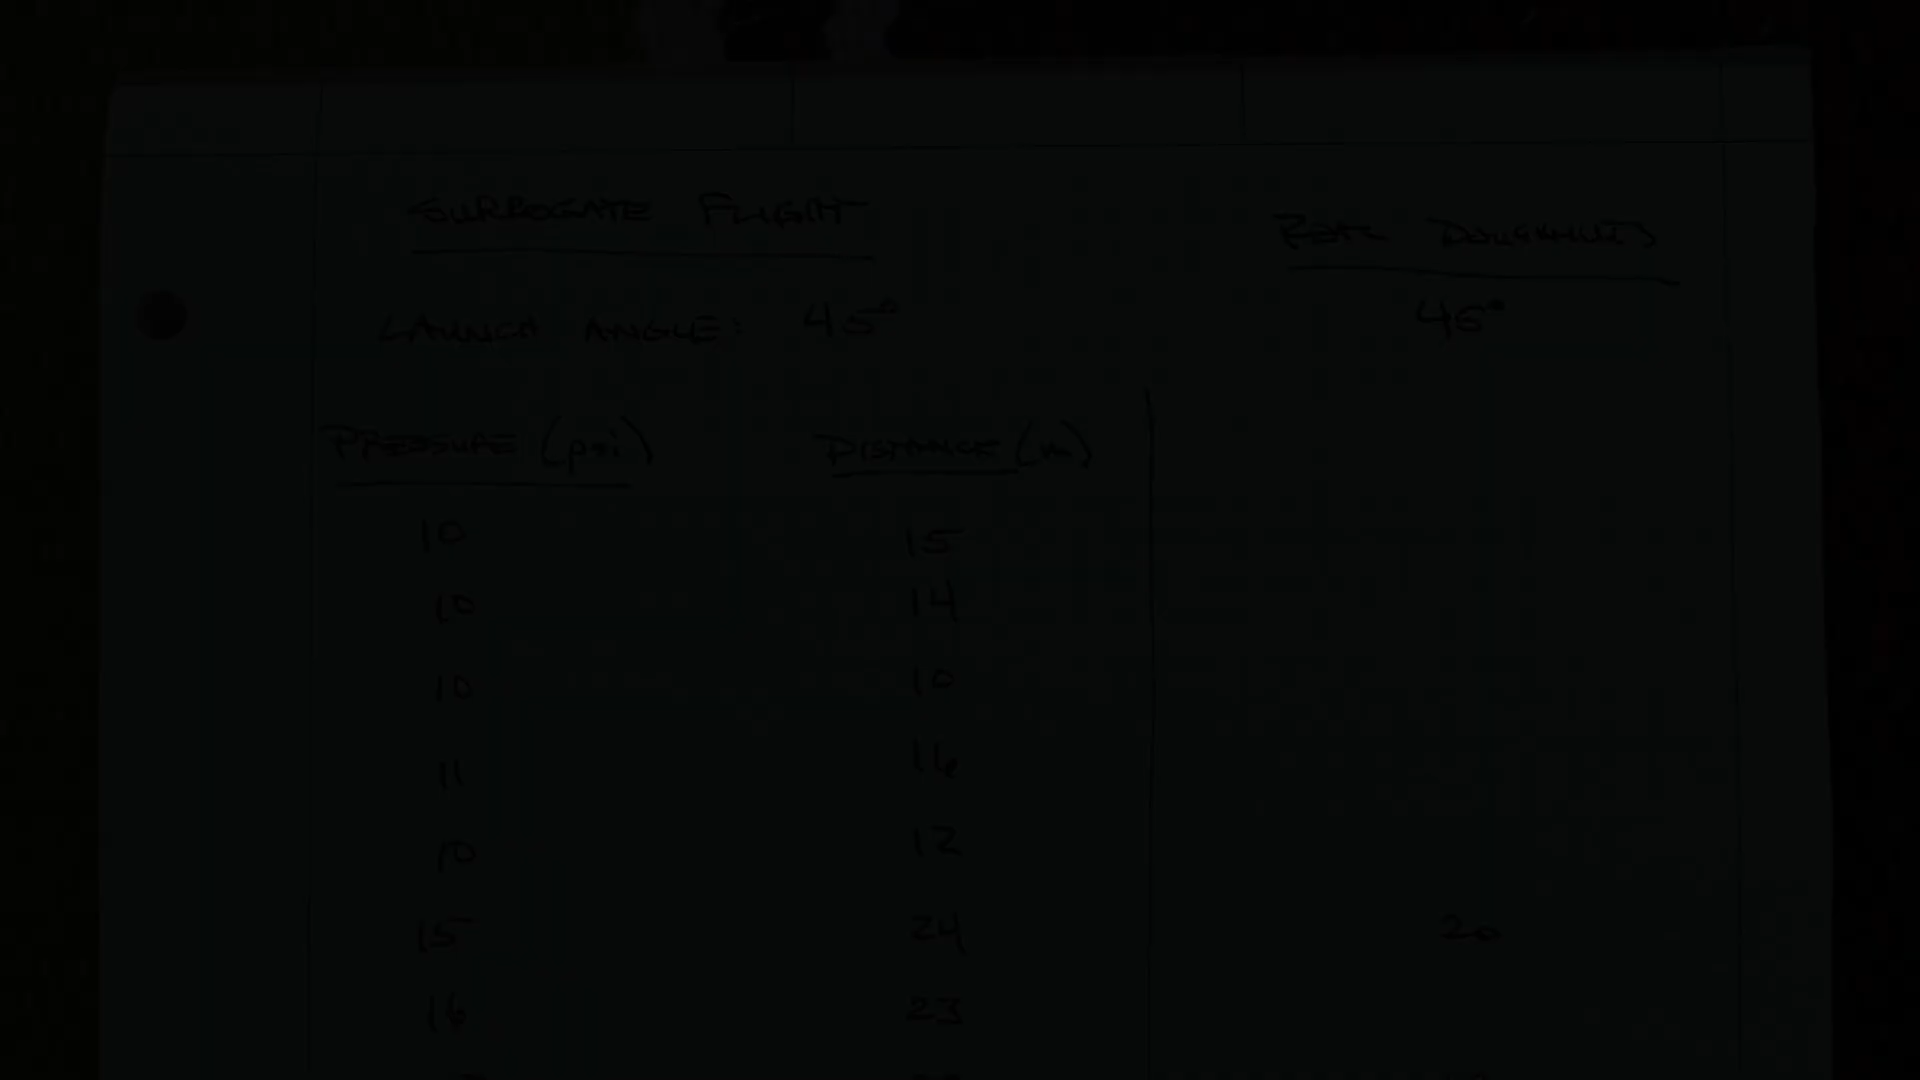 SURROGATE FLIGHT REAL DOUGHNUTS
LAUNCH ANGLE: 45° 45°
PRESSURE (psi) DISTANCE (m)
10 15
10 14
10 10
11 16
10 12
15 24 20
16 23